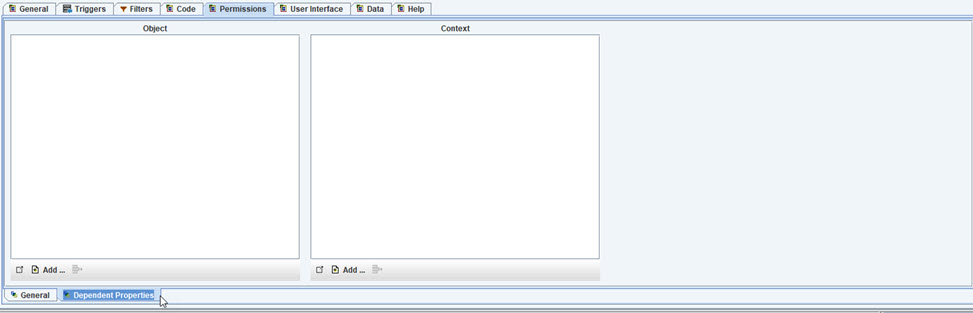 General Triggers Filters Code Permissions User Interface Data Help
Object Context
Add ... Add ...
General Dependent Properties